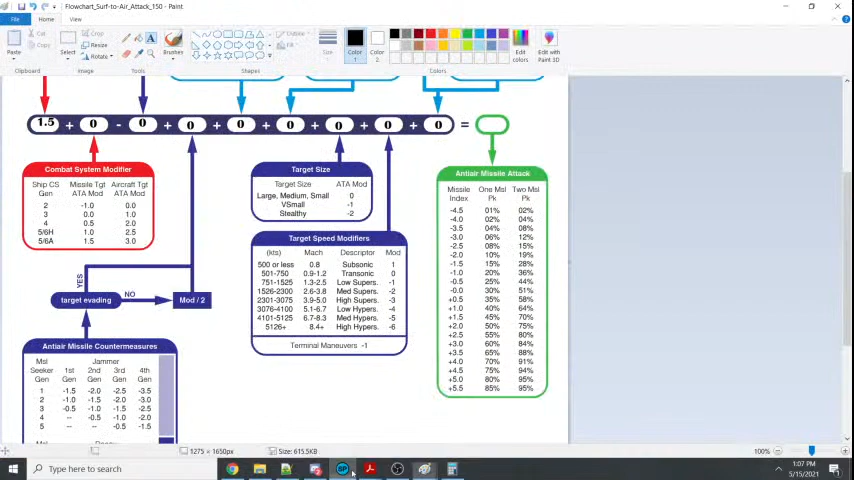 Flowchart_Surf-to-Air_Attack_150 - Paint
File Home View
Paste
Cut
Copy
Clipboard
Select
Crop
Resize
Rotate
Image
A
Tools
Brushes
Shapes
Outline
Fill
Size
Color 1
Color 2
Edit colors
Edit with Paint 3D
Colors
1.5 + 0 - 0 + 0 + 0 + 0 + 0 + 0 + 0 =
Combat System Modifier
Ship CS Gen Missile Tgt ATA Mod Aircraft Tgt ATA Mod
2 -1.0 0.0
3 0.0 1.0
4 0.5 2.0
5/6H 1.0 2.5
5/6A 1.5 3.0
YES
target evading
NO
Mod / 2
Antiair Missile Countermeasures
Msl Seeker Gen Jammer
1st Gen 2nd Gen 3rd Gen 4th Gen
1 -1.5 -2.0 -2.5 -3.5
2 -1.0 -1.5 -2.0 -3.0
3 -0.5 -1.0 -1.5 -2.5
4 -- -0.5 -1.0 -2.0
5 -- -- -0.5 -1.5
Msl
Target Size
Target Size ATA Mod
Large, Medium, Small 0
VSmall -1
Stealthy -2
Target Speed Modifiers
(kts) Mach Mod
500 or less 0.8 Subsonic 1
501-750 0.9-1.2 Transonic 0
751-1525 1.3-2.5 Low Supers. -1
1526-2300 2.6-3.8 Med Supers. -2
2301-3075 3.9-5.0 High Supers. -3
3076-4100 5.1-6.7 Low Hypers. -4
4101-5125 6.7-8.3 Med Hypers. -5
5126+ 8.4+ High Hypers. -6
Terminal Maneuvers -1
Antiair Missile Attack
Missile Index One Msl Pk Two Msl Pk
-4.5 01% 02%
-4.0 02% 04%
-3.5 04% 08%
-3.0 06% 12%
-2.5 08% 15%
-2.0 10% 19%
-1.5 15% 28%
-1.0 20% 36%
-0.5 25% 44%
-0.0 30% 51%
+0.5 35% 58%
+1.0 40% 64%
+1.5 45% 70%
+2.0 50% 75%
+2.5 55% 80%
+3.0 60% 84%
+3.5 65% 88%
+4.0 70% 91%
+4.5 75% 94%
+5.0 80% 95%
+5.5 85% 95%
1275 × 1650px
Size: 615.5KB
100%
Type here to search
BP
1:07 PM
5/15/2021